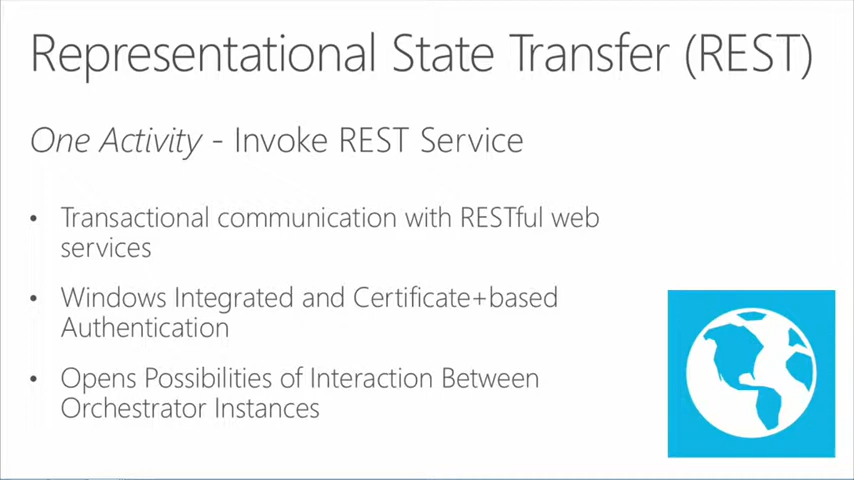 Representational State Transfer (REST)
One Activity - Invoke REST Service
• Transactional communication with RESTful web
services
• Windows Integrated and Certificate+based
Authentication
• Opens Possibilities of Interaction Between
Orchestrator Instances